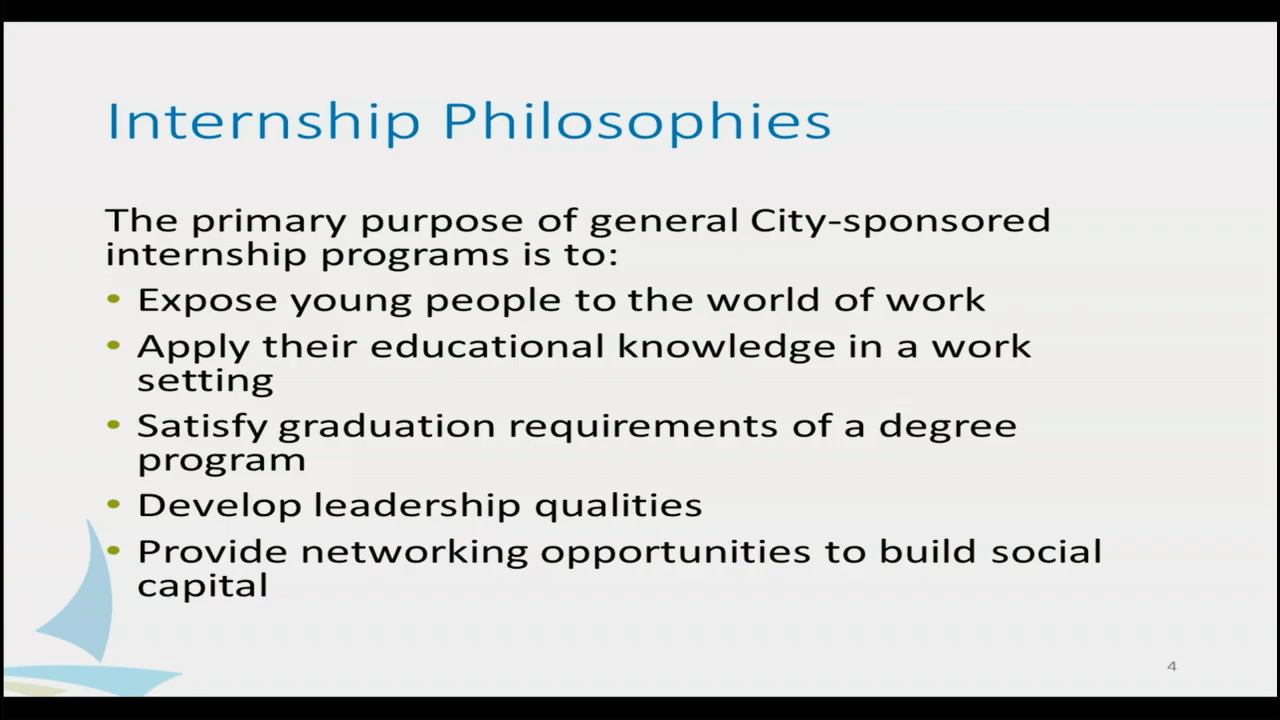 Internship Philosophies
The primary purpose of general City-sponsored
internship programs is to:
• Expose young people to the world of work
• Apply their educational knowledge in a work
setting
• Satisfy graduation requirements of a degree
program
• Develop leadership qualities
• Provide networking opportunities to build social
capital
4